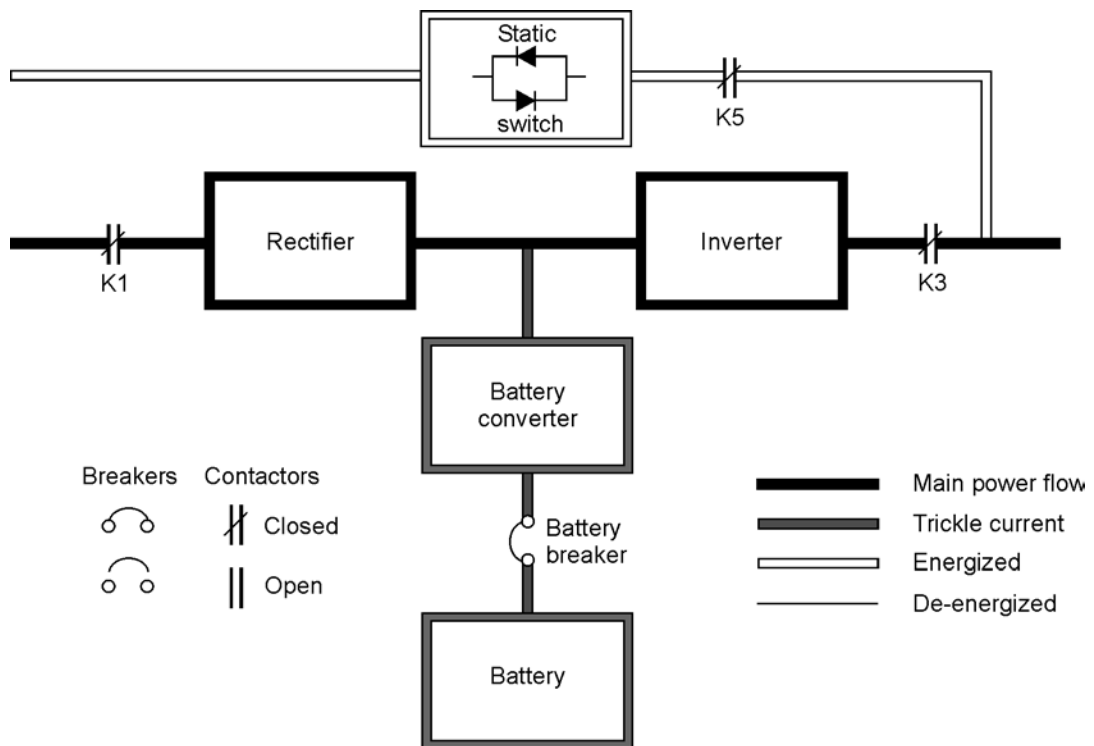 Static
switch
K5
Rectifier
Inverter
K1
K3
Battery
converter
Breakers
Contactors
Closed
Open
Battery
breaker
Battery
Main power flow
Trickle current
Energized
De-energized